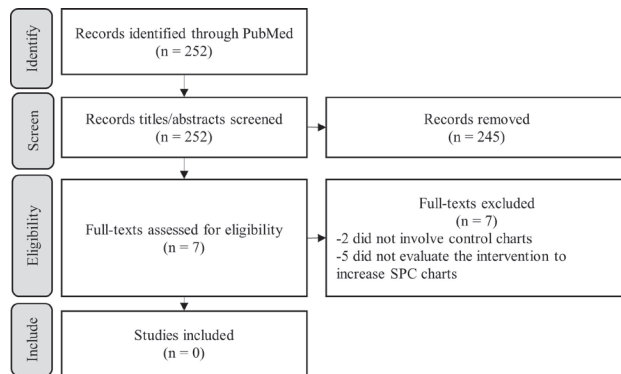 Identify
Records identified through PubMed
(n = 252)
Screen
Records titles/abstracts screened
(n = 252)
Records removed
(n = 245)
Eligibility
Full-texts assessed for eligibility
(n = 7)
Full-texts excluded
(n = 7)
-2 did not involve control charts
-5 did not evaluate the intervention to
increase SPC charts
Include
Studies included
(n = 0)